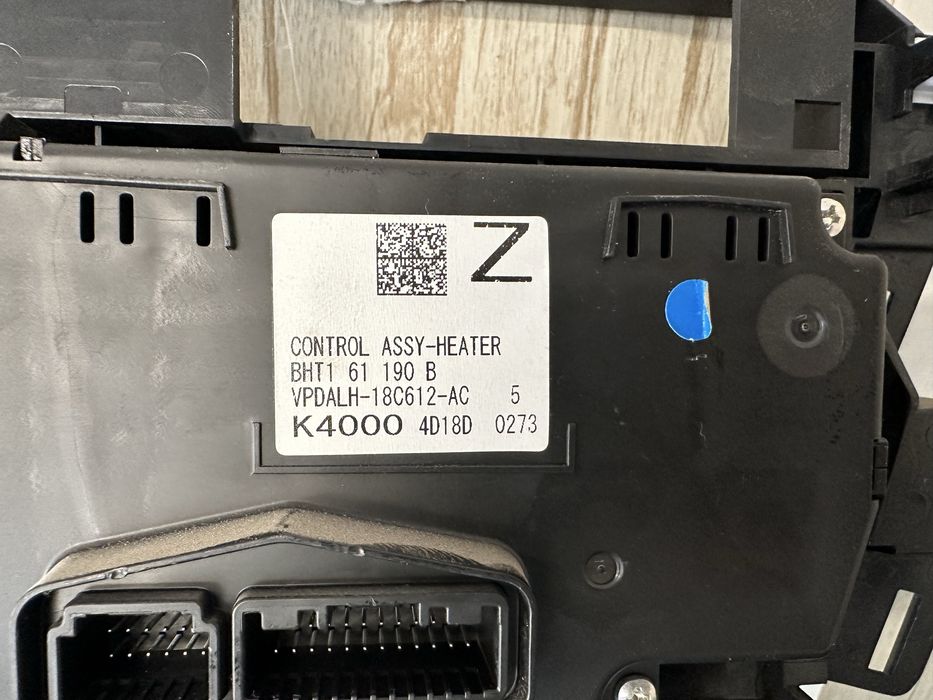 Z
CONTROL ASSY-HEATER
BHT1 61 190 B
VPDALH-18C612-AC 5
K4000 4D18D 0273